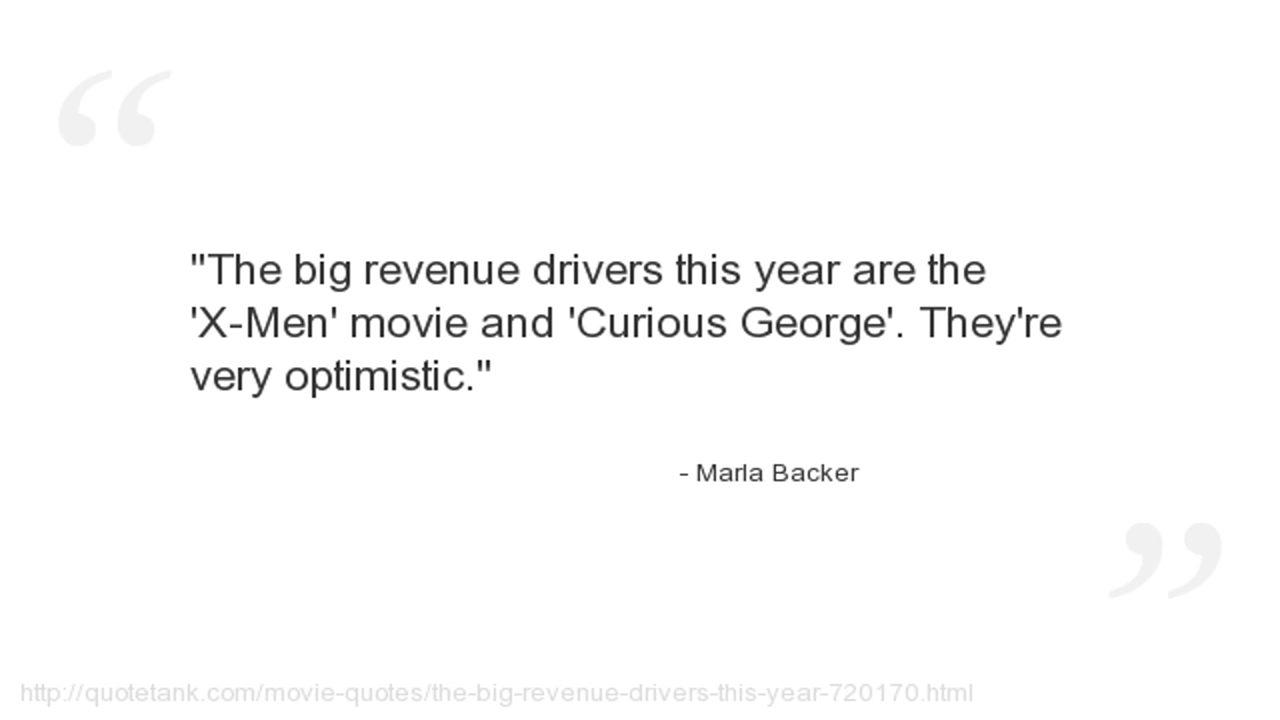 "The big revenue drivers this year are the
'X-Men' movie and 'Curious George'. They're
very optimistic."
- Marla Backer
http://quotetank.com/movie-quotes/the-big-revenue-drivers-this-year-720170.html